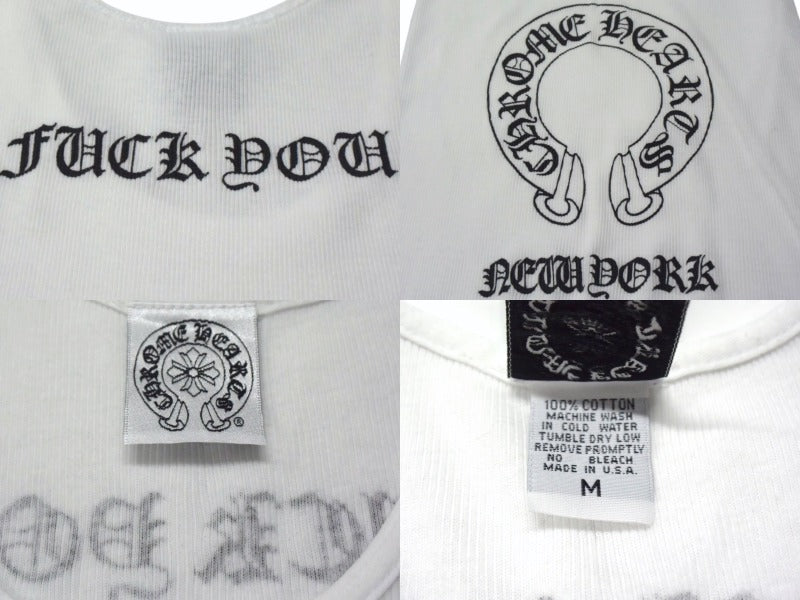 FUCK YOU
CHROME HEARTS
NEW YORK
CHROME HEARTS
®
100% COTTON
MACHINE WASH
IN COLD WATER
TUMBLE DRY LOW
REMOVE PROMPTLY
NO BLEACH
MADE IN U.S.A.
M